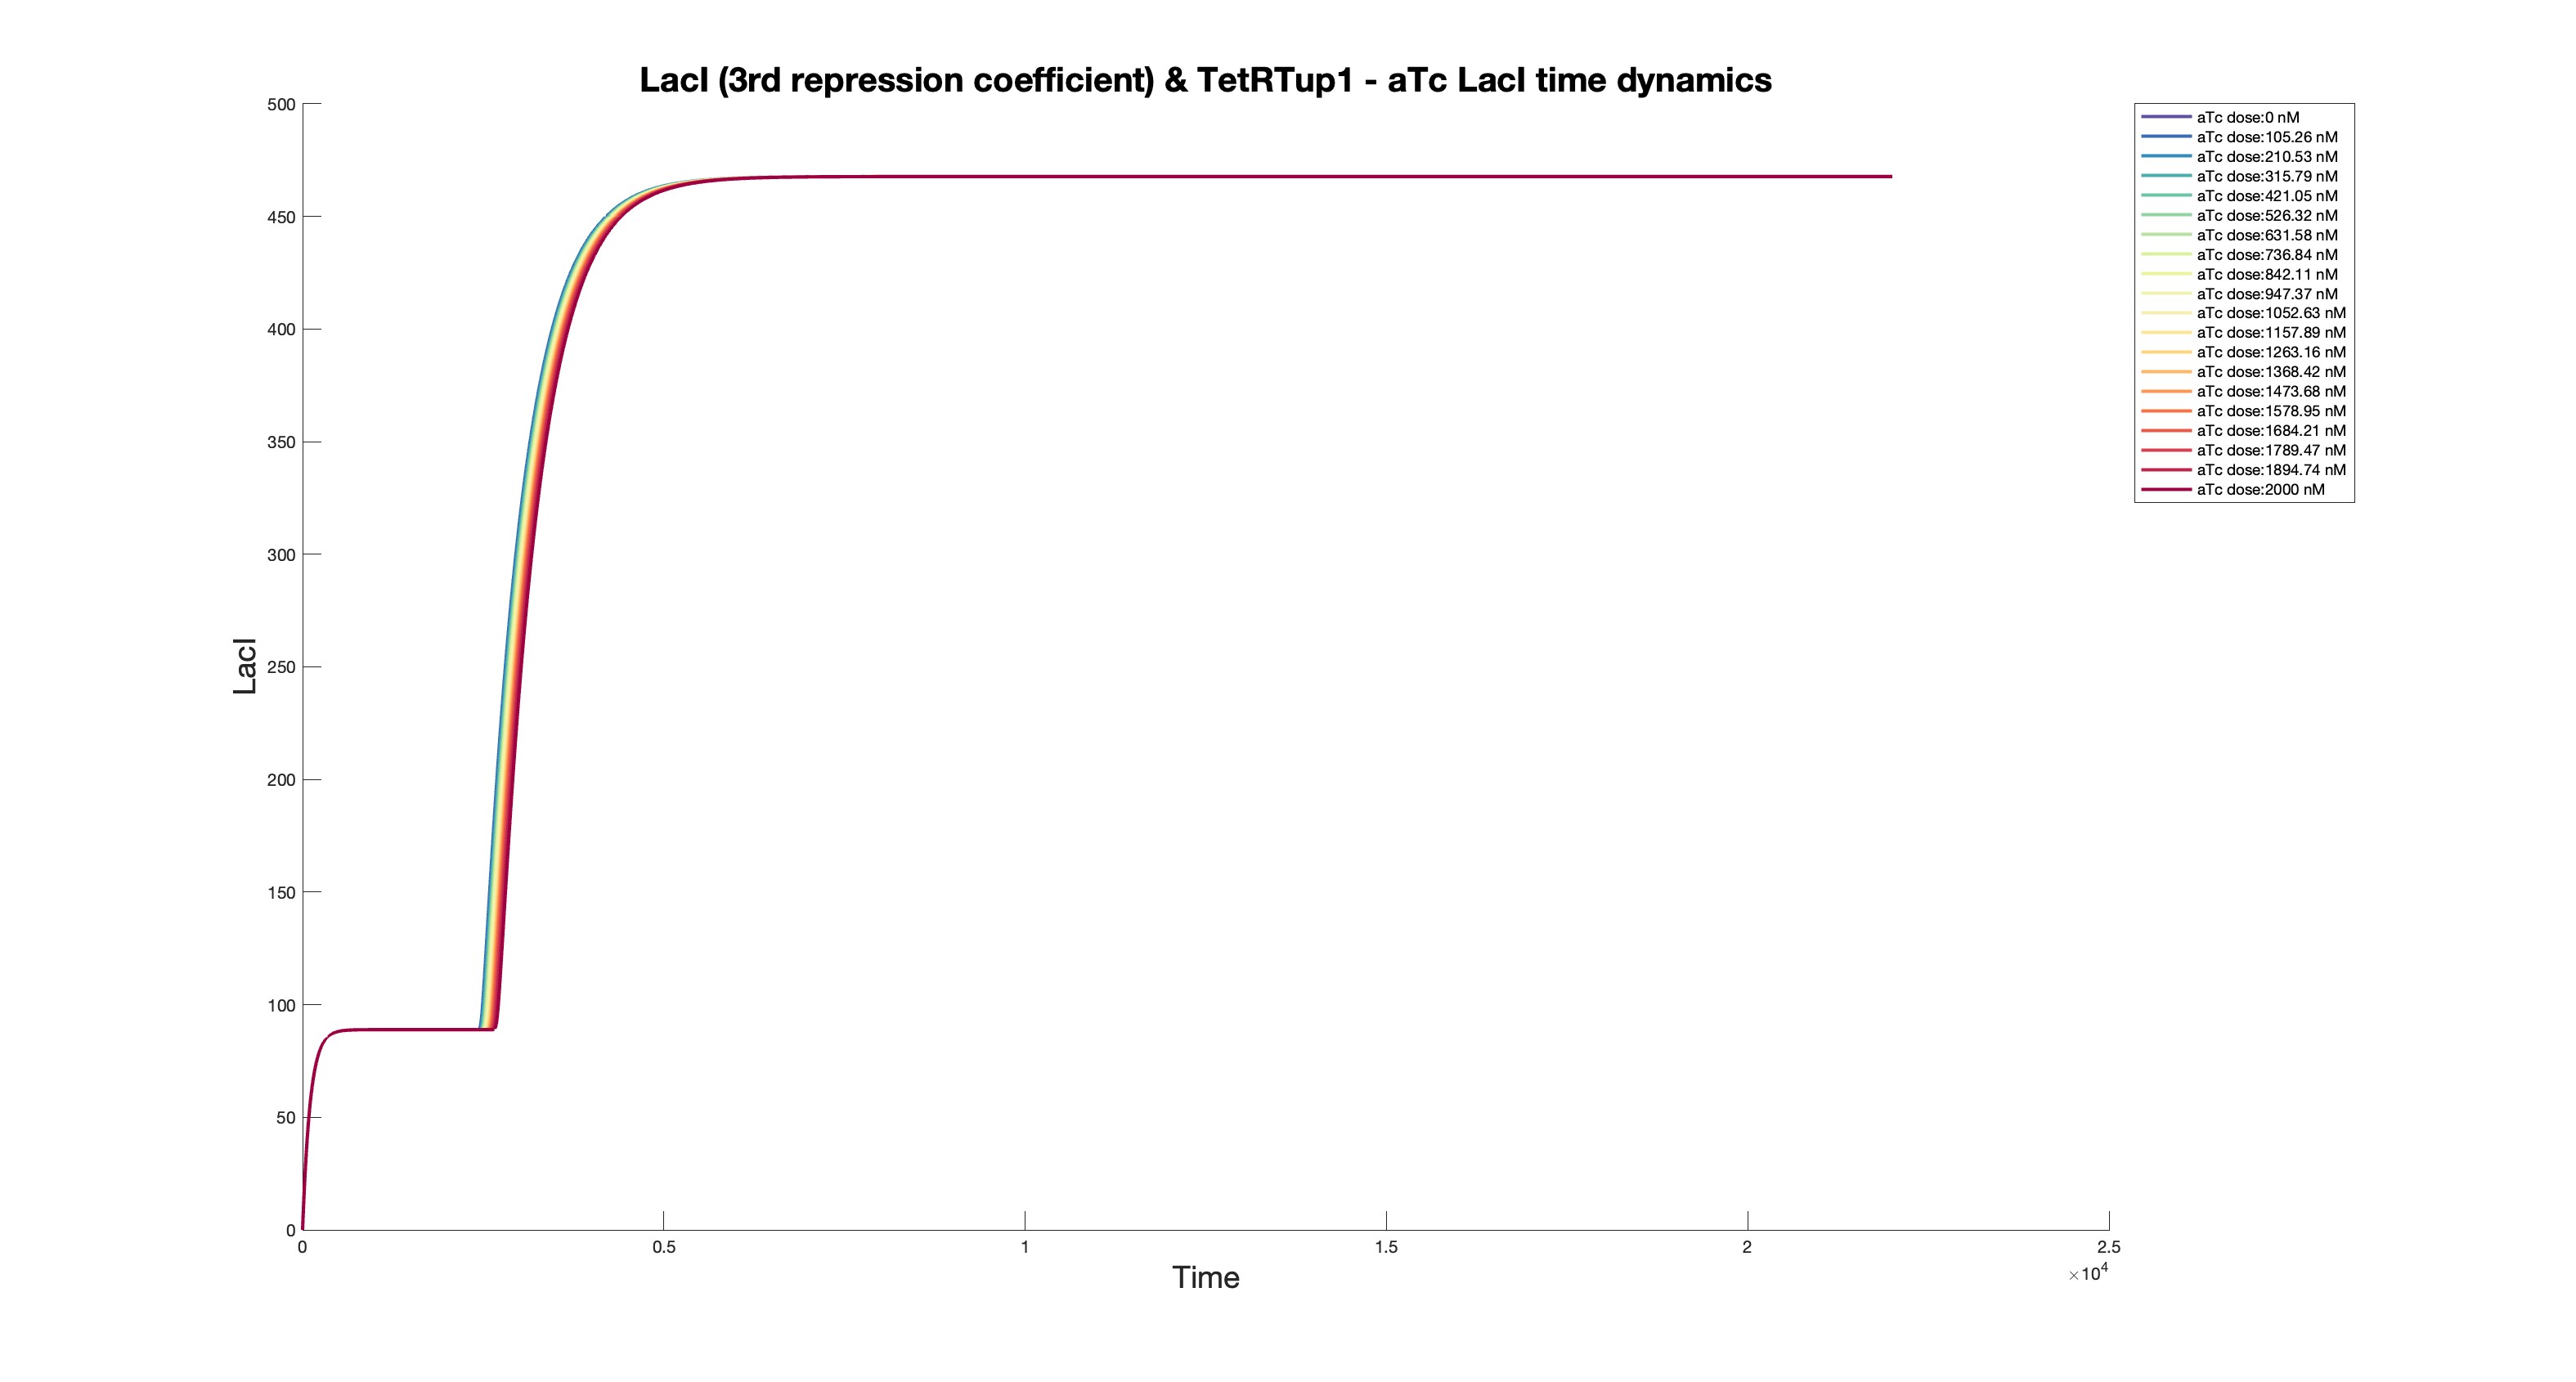 LacI (3rd repression coefficient) & TetRTup1 - aTc LacI time dynamics
500
450
400
350
300
250
200
150
100
50
0
LacI
0 0.5 1 1.5 2 2.5
×10^4
Time
aTc dose:0 nM
aTc dose:105.26 nM
aTc dose:210.53 nM
aTc dose:315.79 nM
aTc dose:421.05 nM
aTc dose:526.32 nM
aTc dose:631.58 nM
aTc dose:736.84 nM
aTc dose:842.11 nM
aTc dose:947.37 nM
aTc dose:1052.63 nM
aTc dose:1157.89 nM
aTc dose:1263.16 nM
aTc dose:1368.42 nM
aTc dose:1473.68 nM
aTc dose:1578.95 nM
aTc dose:1684.21 nM
aTc dose:1789.47 nM
aTc dose:1894.74 nM
aTc dose:2000 nM